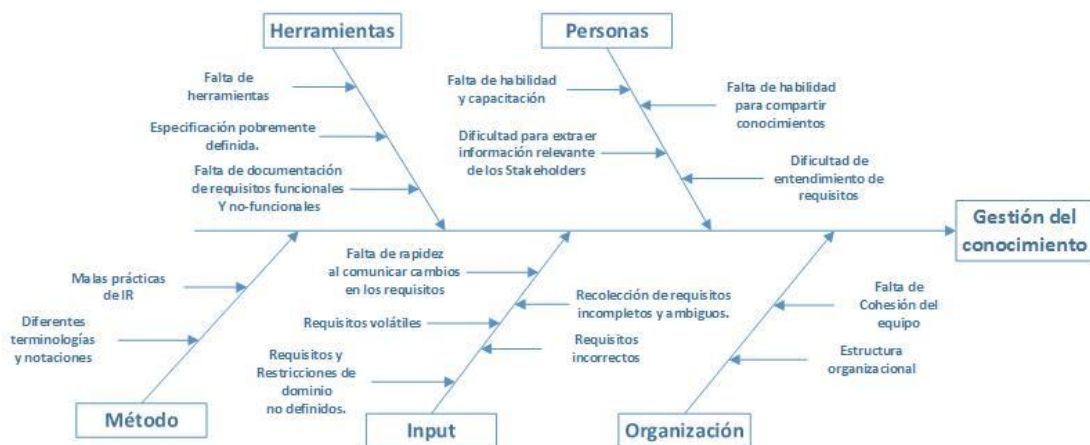 Herramientas
Personas
Falta de
herramientas
Especificación pobremente
definida.
Falta de documentación
de requisitos funcionales
Y no-funcionales
Falta de habilidad
y capacitación
Falta de habilidad
para compartir
conocimientos
Dificultad para extraer
información relevante
de los Stakeholders
Dificultad de
entendimiento de
requisitos
Gestión del
conocimiento
Malas prácticas
de IR
Diferentes
terminologías
y notaciones
Método
Falta de rapidez
al comunicar cambios
en los requisitos
Recolección de requisitos
incompletos y ambiguos.
Requisitos volátiles
Requisitos
incorrectos
Requisitos y
Restricciones de
dominio
no definidos.
Input
Falta de
Cohesión del
equipo
Estructura
organizacional
Organización